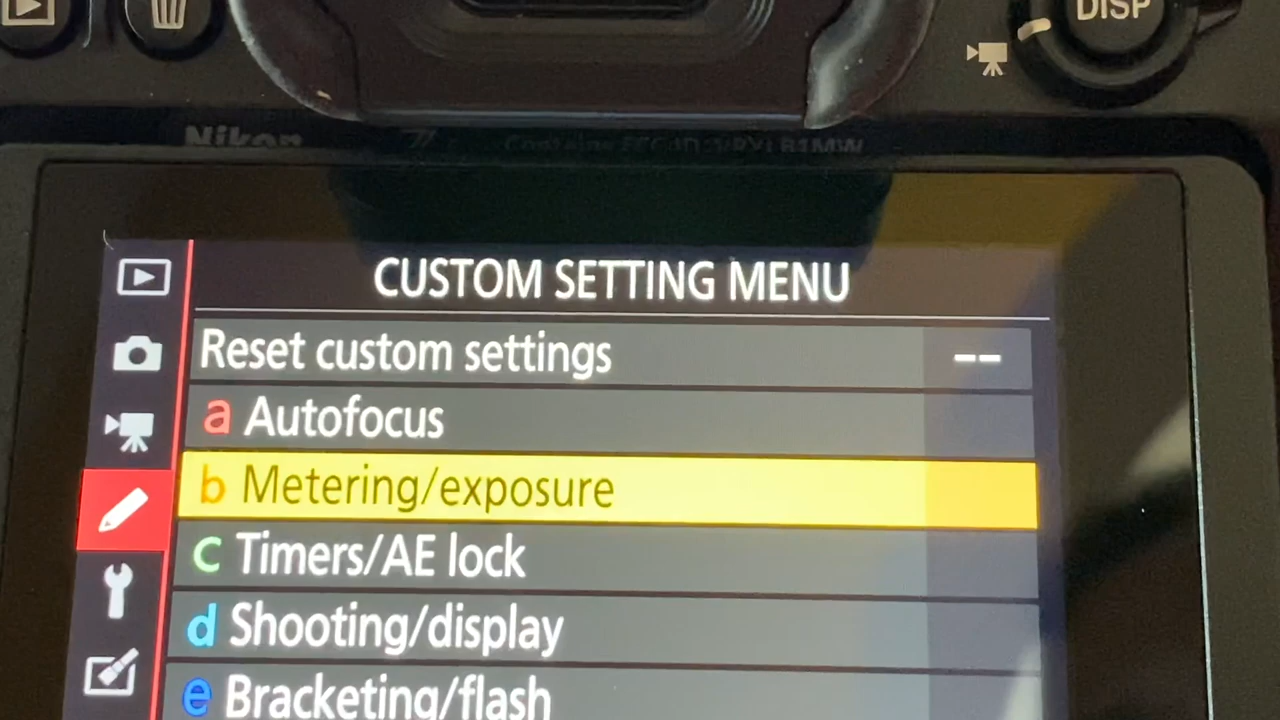 DISP
Nikon
CUSTOM SETTING MENU
Reset custom settings --
a Autofocus
b Metering/exposure
c Timers/AE lock
d Shooting/display
e Bracketing/flash